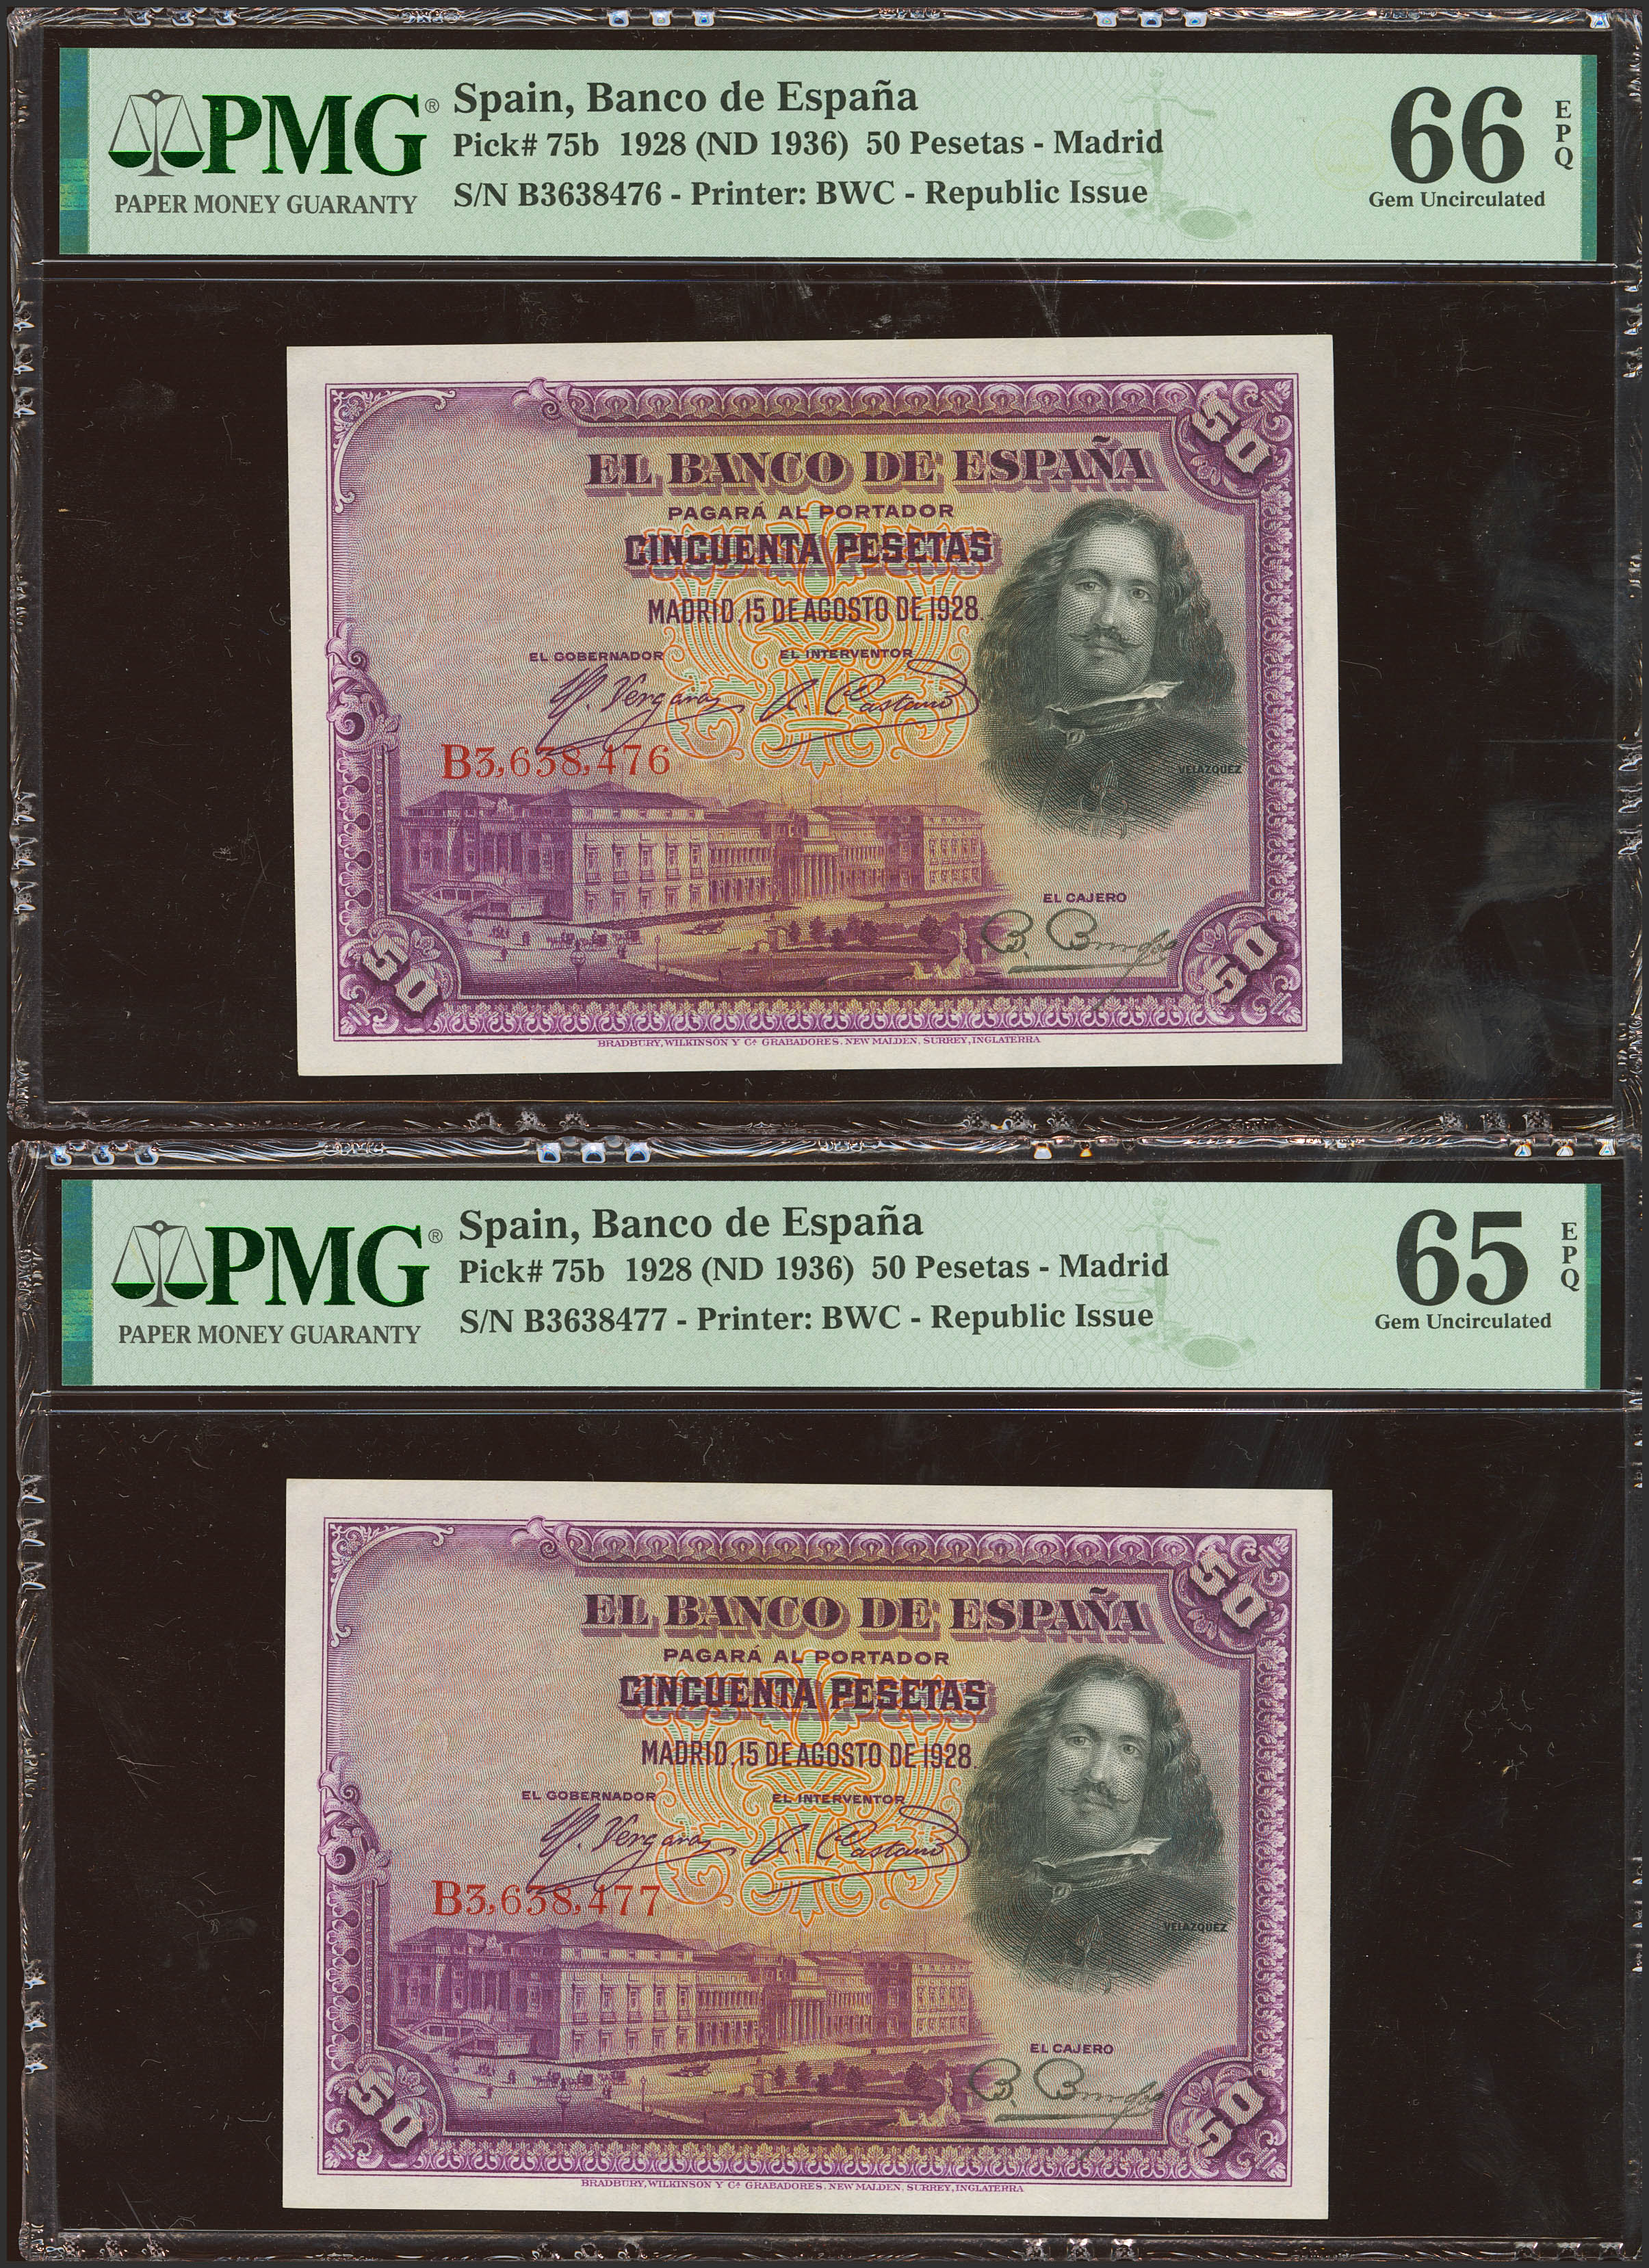 PMG®
PAPER MONEY GUARANTY
Spain, Banco de España
Pick# 75b 1928 (ND 1936) 50 Pesetas - Madrid
S/N B3638476 - Printer: BWC - Republic Issue
66
EPQ
Gem Uncirculated
50
EL BANCO DE ESPAÑA
PAGARÁ AL PORTADOR
CINCUENTA PESETAS
MADRID, 15 DE AGOSTO DE 1928.
EL GOBERNADOR EL INTERVENTOR
B3,638,476
VELAZQUEZ
EL CAJERO
50 50
BRADBURY, WILKINSON Y Cª GRABADORES. NEW MALDEN, SURREY, INGLATERRA
PMG®
PAPER MONEY GUARANTY
Spain, Banco de España
Pick# 75b 1928 (ND 1936) 50 Pesetas - Madrid
S/N B3638477 - Printer: BWC - Republic Issue
65
EPQ
Gem Uncirculated
50
EL BANCO DE ESPAÑA
PAGARÁ AL PORTADOR
CINCUENTA PESETAS
MADRID, 15 DE AGOSTO DE 1928.
EL GOBERNADOR EL INTERVENTOR
B3,638,477
VELAZQUEZ
EL CAJERO
50 50
BRADBURY, WILKINSON Y Cª GRABADORES. NEW MALDEN, SURREY, INGLATERRA